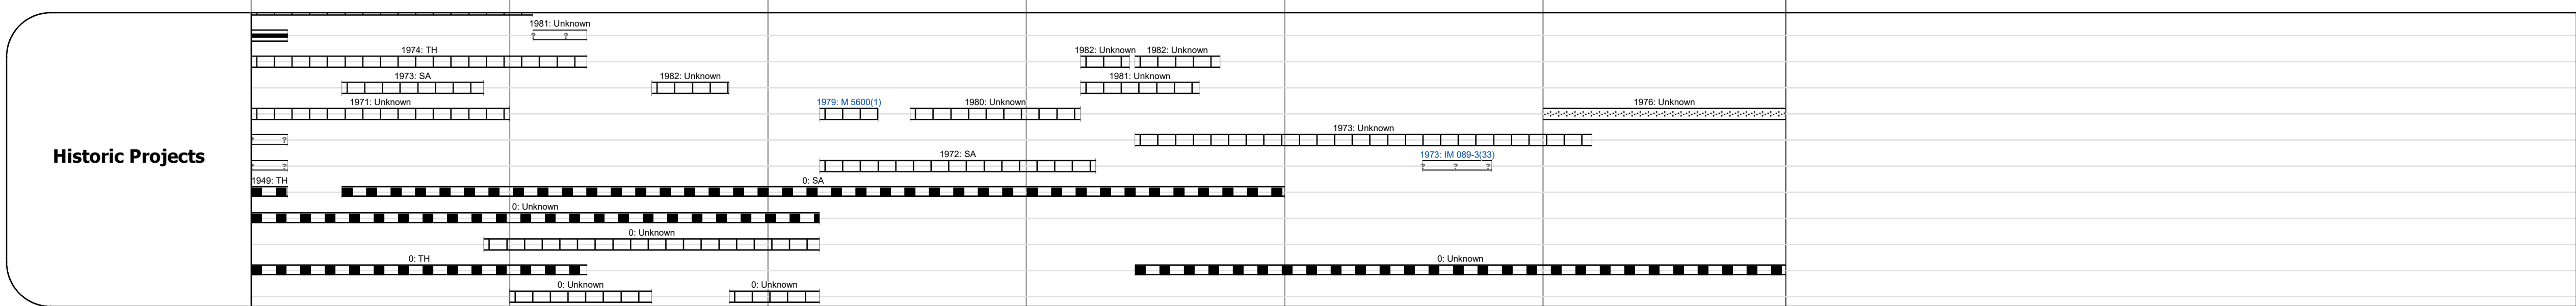 1981: Unknown
? ?
1974: TH
1982: Unknown
1982: Unknown
1973: SA
1982: Unknown
1981: Unknown
1971: Unknown
1979: M 5600(1)
1980: Unknown
1976: Unknown
?
1973: Unknown
Historic Projects
1972: SA
1973: IM 089-3(33)
?
? ? ?
1949: TH
0: SA
0: Unknown
0: Unknown
0: TH
0: Unknown
0: Unknown
0: Unknown